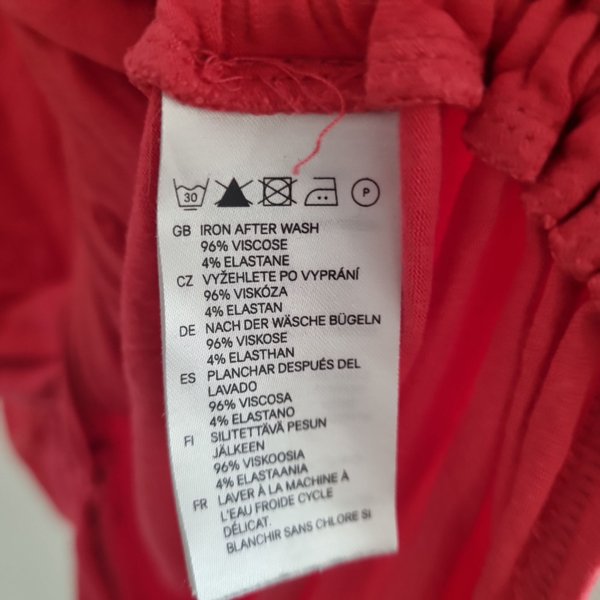 30 P
GB IRON AFTER WASH
96% VISCOSE
4% ELASTANE
CZ VYŽEHLETE PO VYPRÁNÍ
96% VISKÓZA
4% ELASTAN
DE NACH DER WÄSCHE BÜGELN
96% VISKOSE
4% ELASTHAN
ES PLANCHAR DESPUÉS DEL
LAVADO
96% VISCOSA
4% ELASTANO
FI SILITETTÄVÄ PESUN
JÄLKEEN
96% VISKOOSIA
4% ELASTAANIA
FR LAVER À LA MACHINE À
L'EAU FROIDE CYCLE
DÉLICAT.
BLANCHIR SANS CHLORE SI